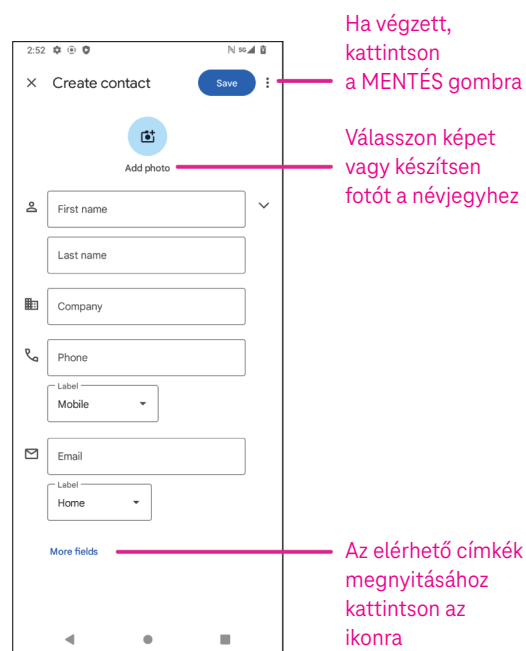 2:52
5G
Create contact
Save
Ha végzett,
kattintson
a MENTÉS gombra
Add photo
Válasszon képet
vagy készítsen
fotót a névjegyhez
First name
Last name
Company
Phone
Label
Mobile
Email
Label
Home
More fields
Az elérhető címkék
megnyitásához
kattintson az
ikonra